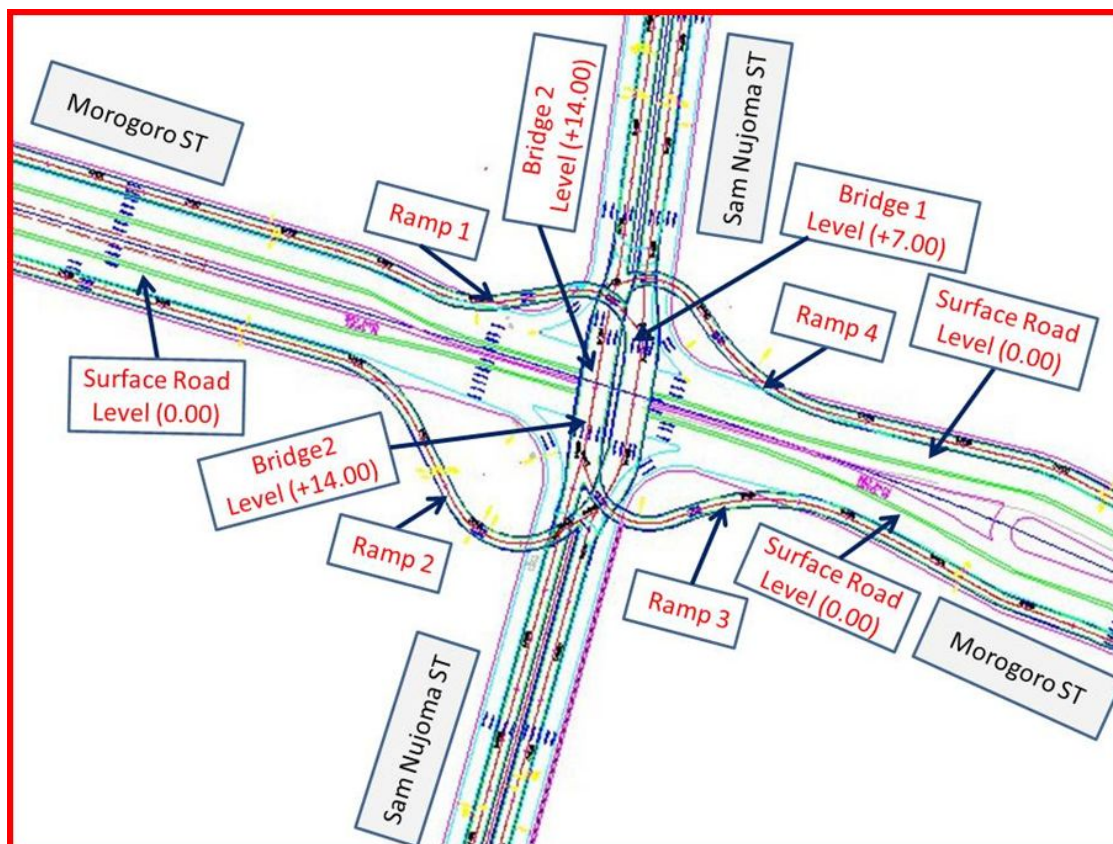 Morogoro ST
Bridge 2
Level (+14.00)
Sam Nujoma ST
Ramp 1
Bridge 1
Level (+7.00)
Surface Road
Level (0.00)
Ramp 4
Surface Road
Level (0.00)
Bridge2
Level (+14.00)
Ramp 2
Ramp 3
Surface Road
Level (0.00)
Morogoro ST
Sam Nujoma ST